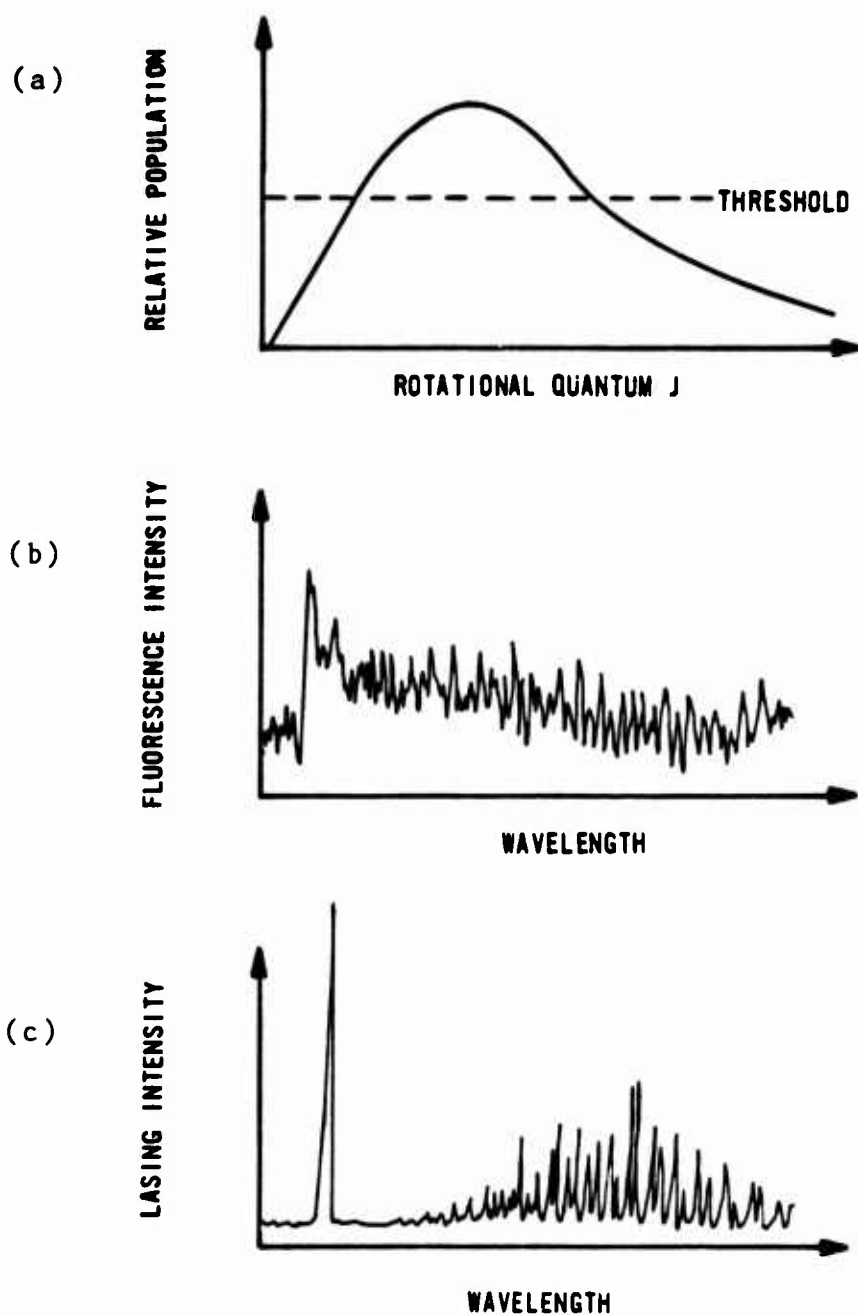 (a)
RELATIVE POPULATION
THRESHOLD
ROTATIONAL QUANTUM J
(b)
FLUORESCENCE INTENSITY
WAVELENGTH
(c)
LASING INTENSITY
WAVELENGTH